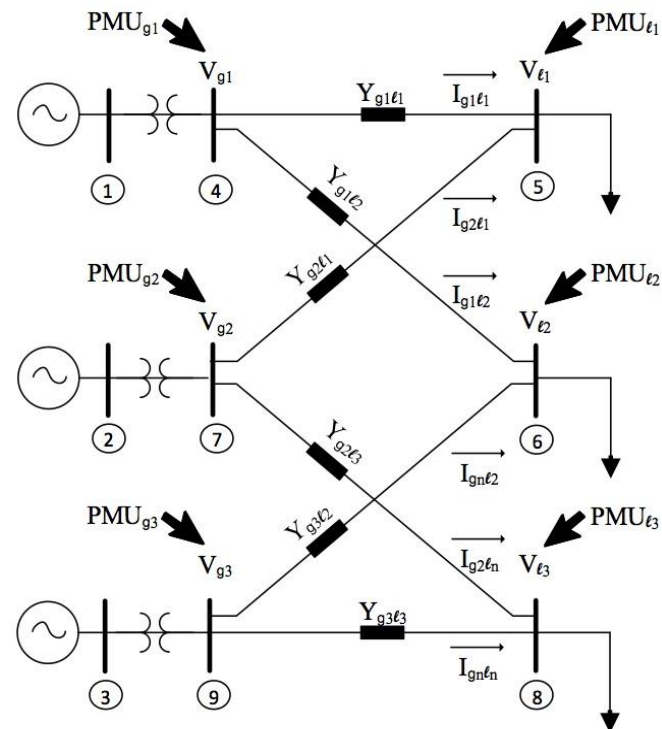 PMUg1
PMUℓ1
Vg1
Vℓ1
Yg1ℓ1
Ig1ℓ1
1
4
5
Yg1ℓ2
Ig2ℓ1
Yg2ℓ1
PMUg2
Ig1ℓ2
PMUℓ2
Vg2
Vℓ2
2
7
6
Yg2ℓ3
Ignℓ2
Yg3ℓ2
PMUg3
PMUℓ3
Vg3
Ig2ℓn
Vℓ3
Yg3ℓ3
Ignℓn
3
9
8